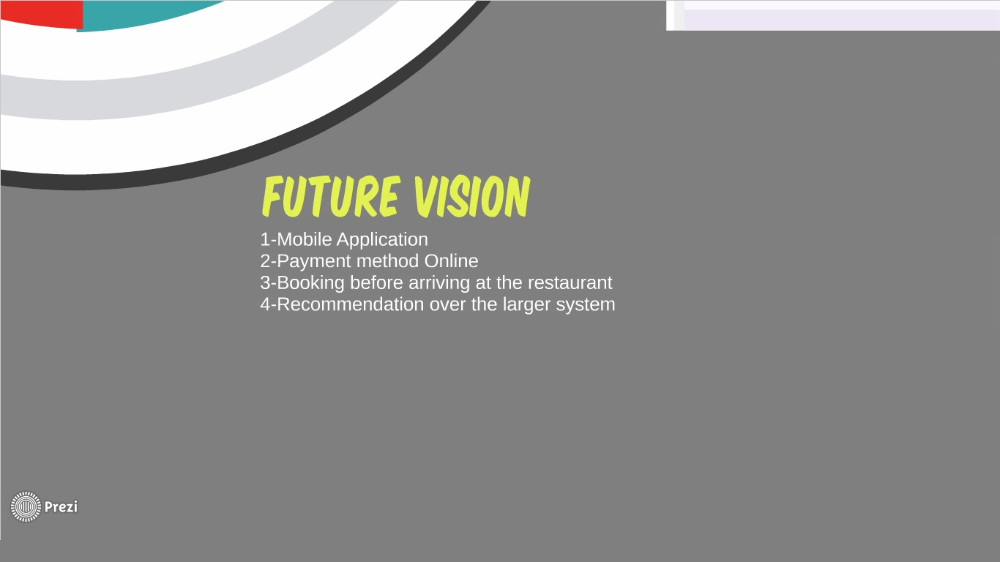 FUTURE VISION
1-Mobile Application
2-Payment method Online
3-Booking before arriving at the restaurant
4-Recommendation over the larger system
Prezi